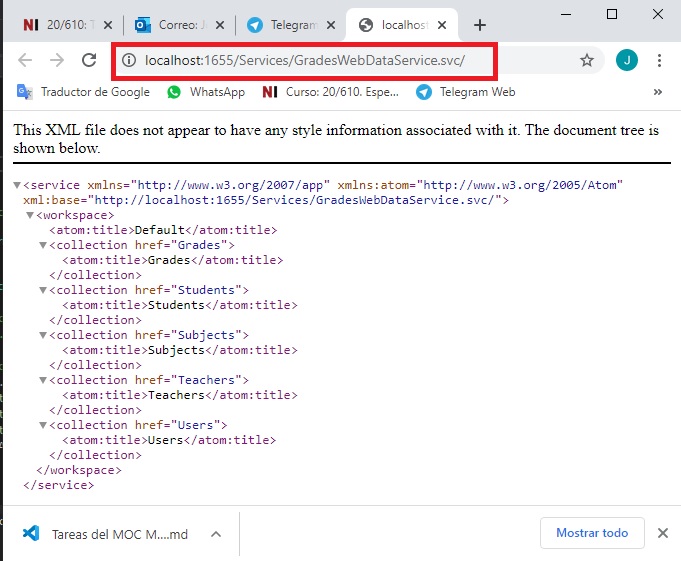 20/610: T
Correo: J
Telegram
localhost
localhost:1655/Services/GradesWebDataService.svc/
J
Traductor de Google
WhatsApp
NI Curso: 20/610. Espe...
Telegram Web
»
This XML file does not appear to have any style information associated with it. The document tree is
shown below.
▼<service xmlns="http://www.w3.org/2007/app" xmlns:atom="http://www.w3.org/2005/Atom"
xml:base="http://localhost:1655/Services/GradesWebDataService.svc/">
▼<workspace>
<atom:title>Default</atom:title>
▼<collection href="Grades">
<atom:title>Grades</atom:title>
</collection>
▼<collection href="Students">
<atom:title>Students</atom:title>
</collection>
▼<collection href="Subjects">
<atom:title>Subjects</atom:title>
</collection>
▼<collection href="Teachers">
<atom:title>Teachers</atom:title>
</collection>
▼<collection href="Users">
<atom:title>Users</atom:title>
</collection>
</workspace>
</service>
Tareas del MOC M....md
Mostrar todo